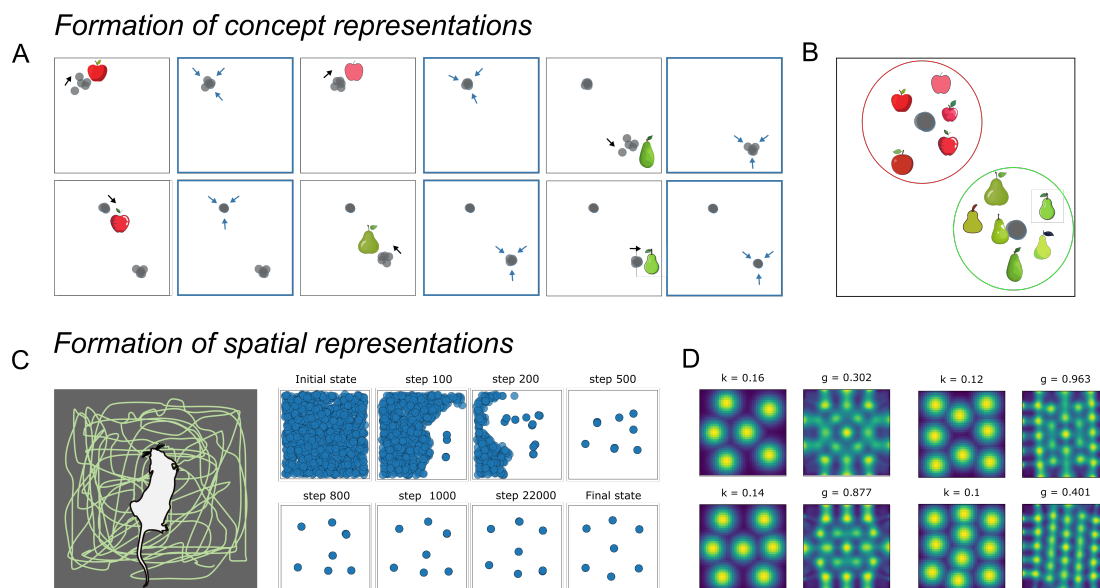 Formation of concept representations
A
B
Formation of spatial representations
C
D
Initial state
step 100
step 200
step 500
step 800
step 1000
step 22000
Final state
k = 0.16
g = 0.302
k = 0.12
g = 0.963
k = 0.14
g = 0.877
k = 0.1
g = 0.401